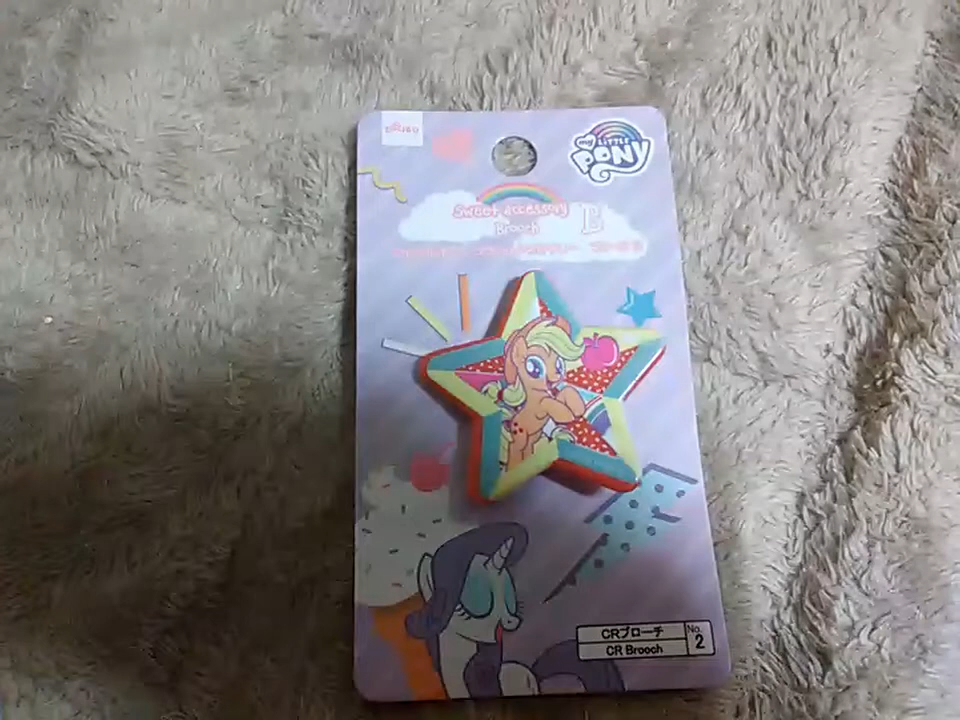 my LiTTLE
PONY
Sweet accessory
Brooch
B
CRブローチ
CR Brooch
No.
2